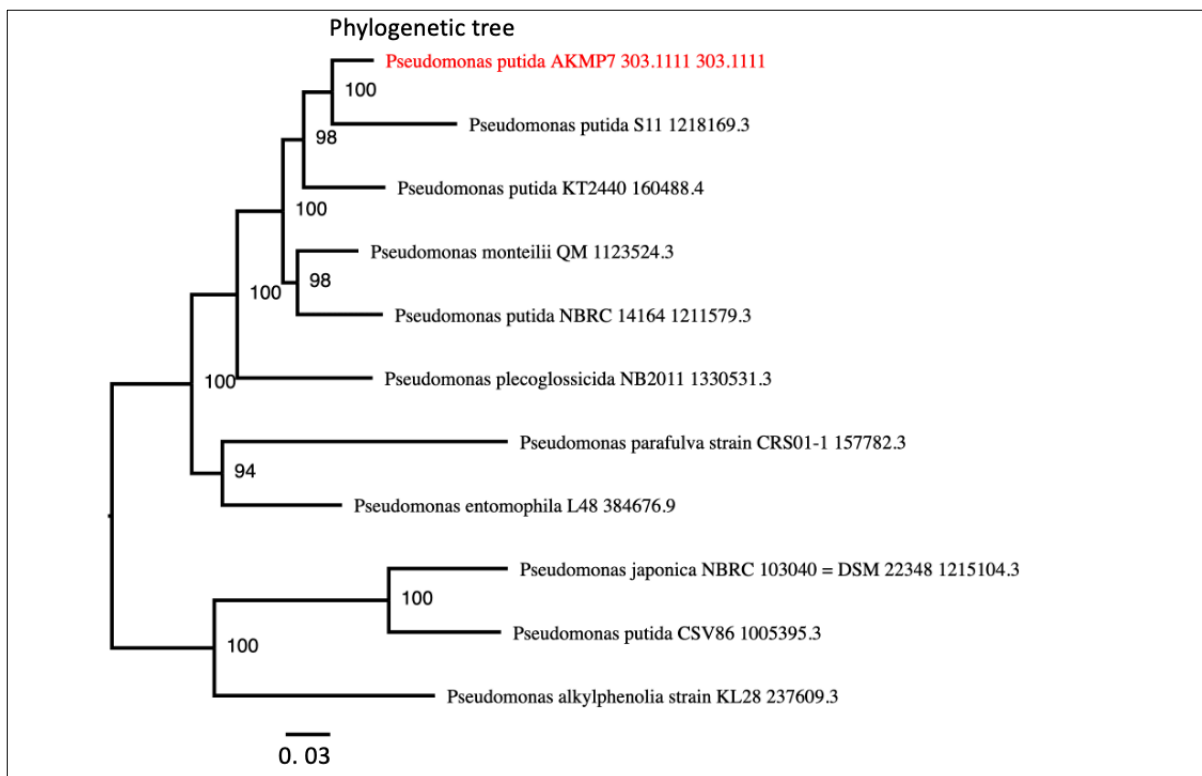 Phylogenetic tree
Pseudomonas putida AKMP7 303.1111 303.1111
100
Pseudomonas putida S11 1218169.3
98
Pseudomonas putida KT2440 160488.4
100
Pseudomonas monteilii QM 1123524.3
98
100
Pseudomonas putida NBRC 14164 1211579.3
Pseudomonas plecoglossicida NB2011 1330531.3
100
Pseudomonas parafulva strain CRS01-1 157782.3
94
Pseudomonas entomophila L48 384676.9
Pseudomonas japonica NBRC 103040 = DSM 22348 1215104.3
100
Pseudomonas putida CSV86 1005395.3
100
Pseudomonas alkylphenolia strain KL28 237609.3
0. 03